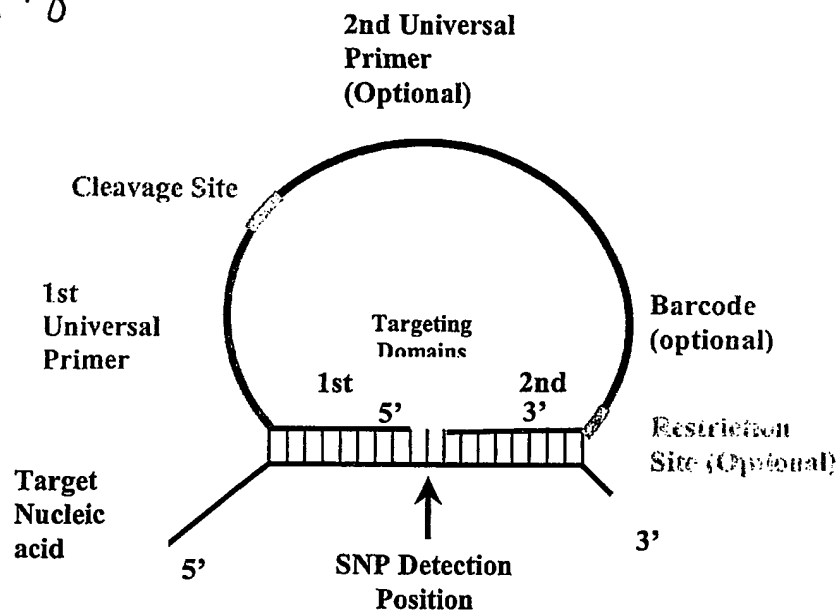 2nd Universal
Primer
(Optional)
Cleavage Site
1st
Universal
Primer
Targeting
Domains
1st
2nd
5'
3'
Barcode
(optional)
Restriction
Site (Optional)
Target
Nucleic
acid
5'
3'
SNP Detection
Position